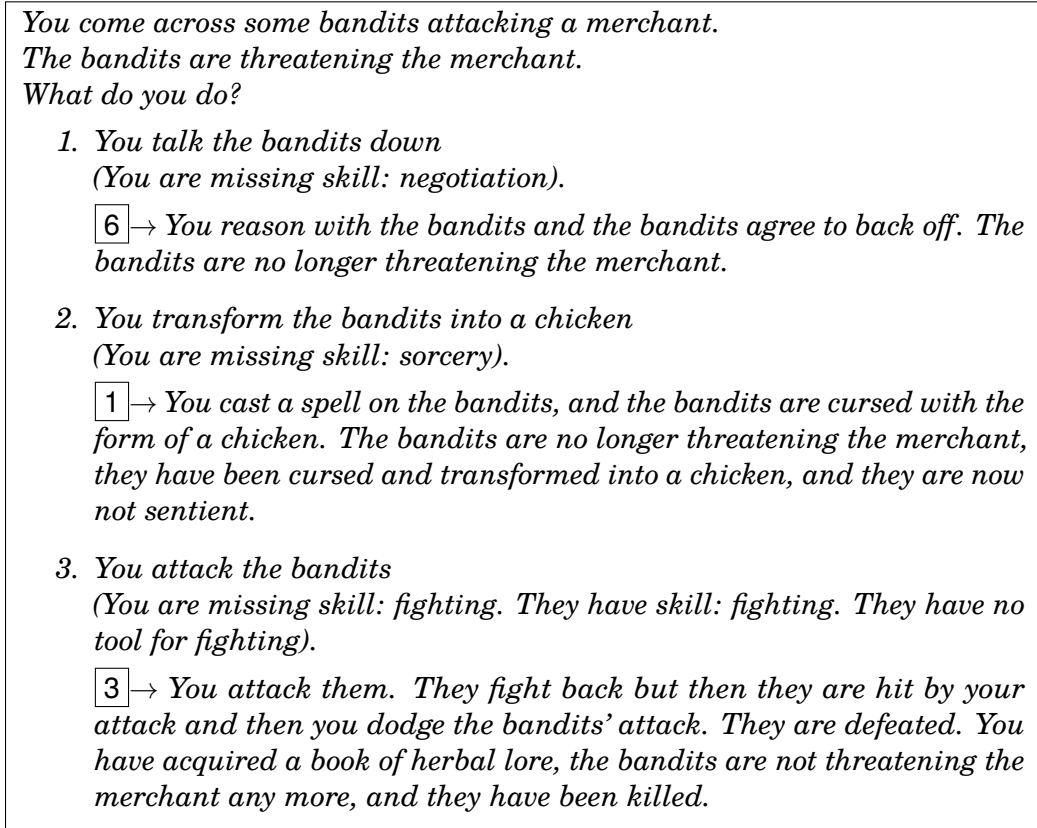 You come across some bandits attacking a merchant.
The bandits are threatening the merchant.
What do you do?
1. You talk the bandits down
(You are missing skill: negotiation).
6 → You reason with the bandits and the bandits agree to back off. The
bandits are no longer threatening the merchant.
2. You transform the bandits into a chicken
(You are missing skill: sorcery).
1 → You cast a spell on the bandits, and the bandits are cursed with the
form of a chicken. The bandits are no longer threatening the merchant,
they have been cursed and transformed into a chicken, and they are now
not sentient.
3. You attack the bandits
(You are missing skill: fighting. They have skill: fighting. They have no
tool for fighting).
3 → You attack them. They fight back but then they are hit by your
attack and then you dodge the bandits' attack. They are defeated. You
have acquired a book of herbal lore, the bandits are not threatening the
merchant any more, and they have been killed.